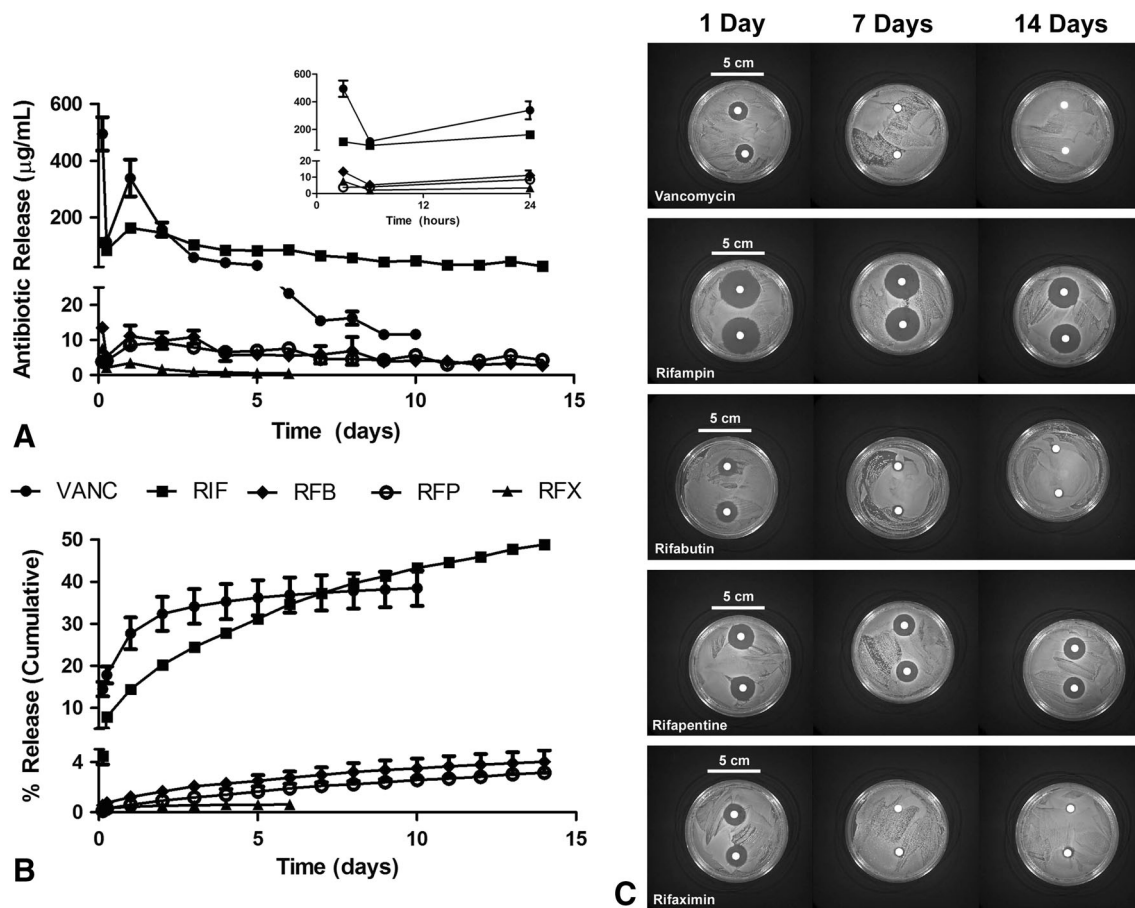 600
400
200
20
10
0
Antibiotic Release (µg/mL)
0
5
10
15
Time (days)
A
600
400
200
20
10
0
0
12
24
Time (hours)
VANC
RIF
RFB
RFP
RFX
50
40
30
20
10
4
0
% Release (Cumulative)
0
5
10
15
Time (days)
B
1 Day
7 Days
14 Days
5 cm
Vancomycin
5 cm
Rifampin
5 cm
Rifabutin
5 cm
Rifapentine
5 cm
Rifaximin
C